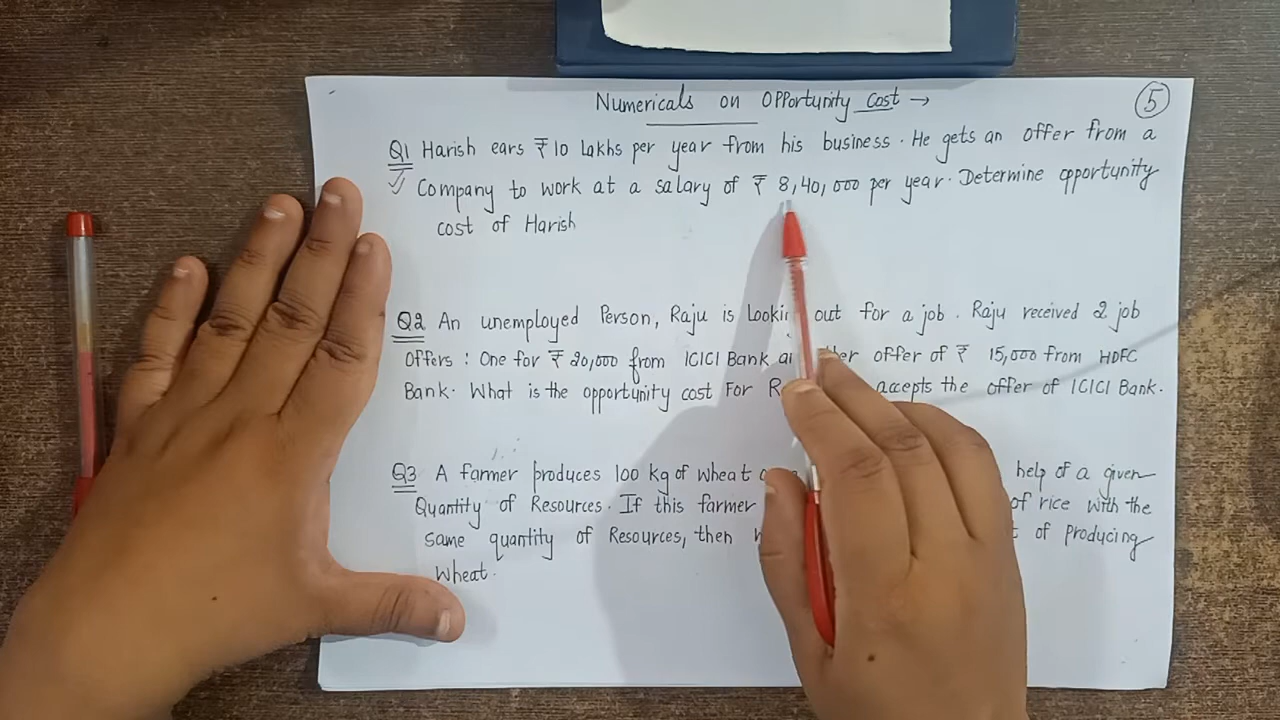 Numericals on Opportunity Cost →
5
Q1 Harish ears ₹10 Lakhs per year from his business. He gets an offer from a
Company to work at a salary of ₹ 8,40,000 per year. Determine opportunity
cost of Harish
Q2 An unemployed Person, Raju is out for a job. Raju received 2 job
Offers: One for ₹ 20,000 from ICICI Bank offer of ₹ 15,000 from HDFC
Bank. What is the opportunity cost For accepts the offer of ICICI Bank.
Q3 A farmer produces 100 kg of wheat help of a given
Quantity of Resources. If this farmer of rice with the
same quantity of Resources, then of Producing
Wheat.